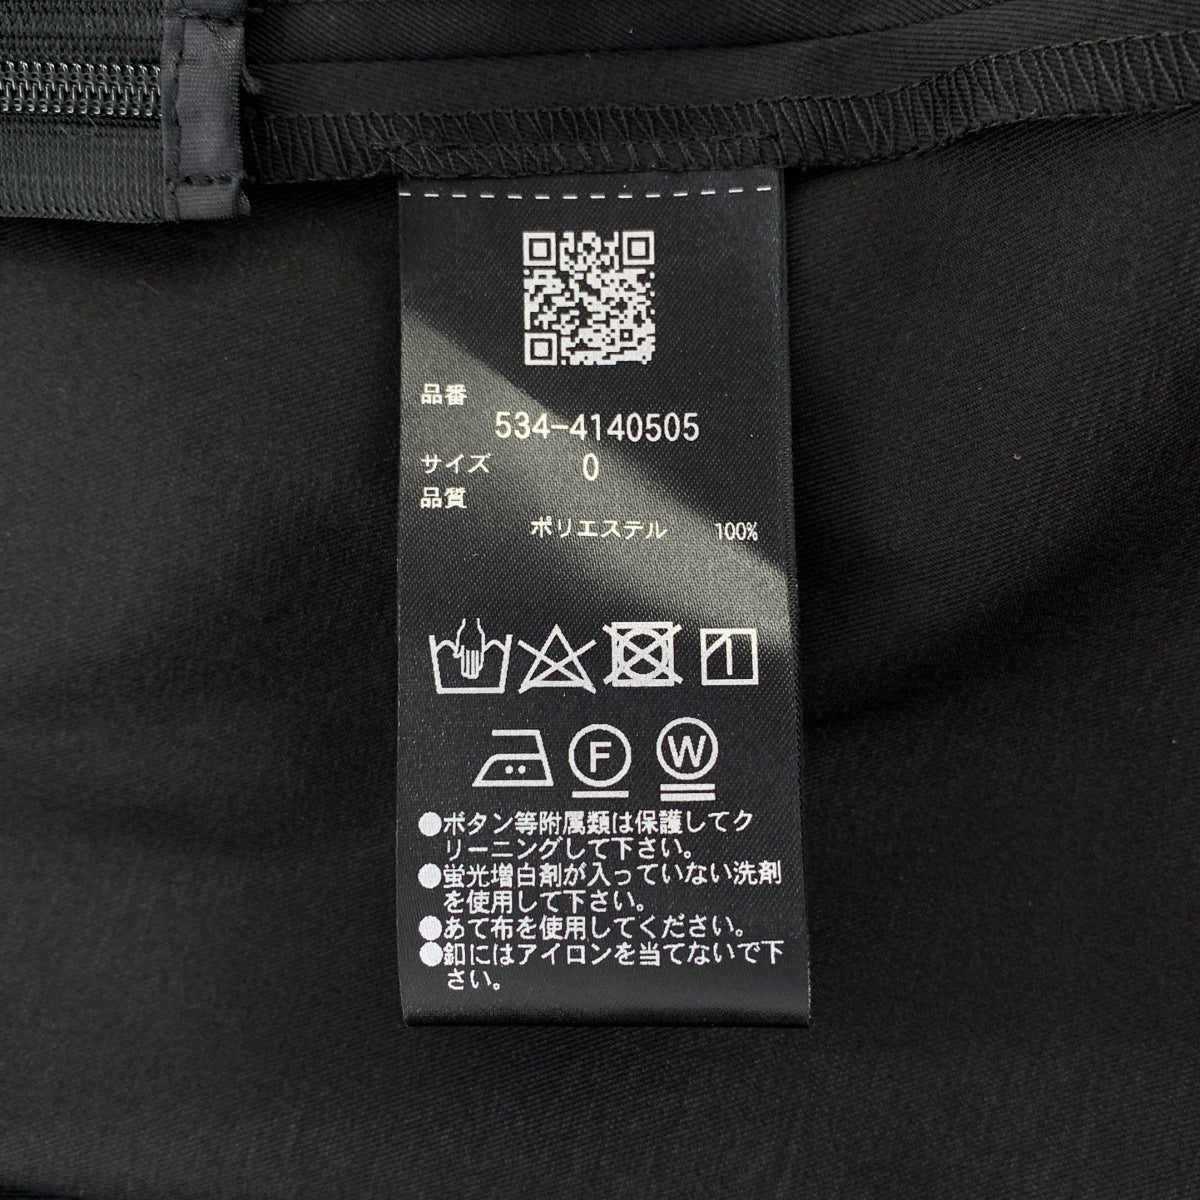 品番
534-4140505
サイズ 0
品質
ポリエステル 100%
F W
●ボタン等附属類は保護してク
リーニングして下さい。
●蛍光増白剤が入っていない洗剤
を使用して下さい。
●あて布を使用してください。
●釦にはアイロンを当てないで下
さい。